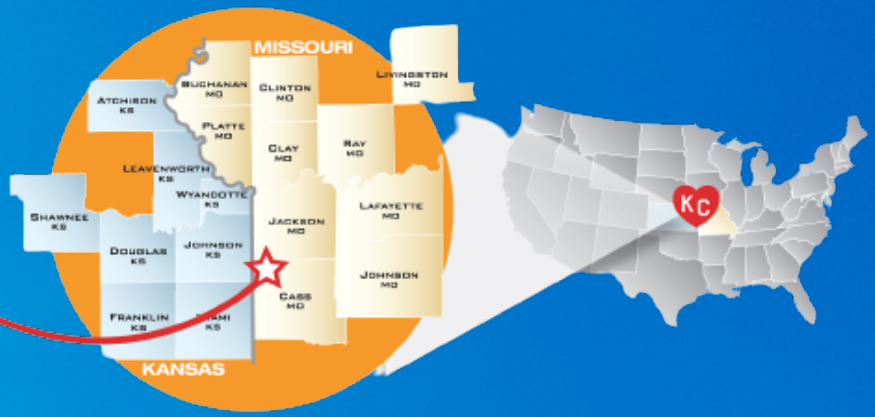 MISSOURI
LIVINGSTON
MO
BUCHANAN
MO
CLINTON
MO
ATCHISON
KS
PLATTE
MO
CLAY
MO
RAY
MO
LEAVENWORTH
KS
WYANDOTTE
KS
SHAWNEE
KS
JACKSON
MO
LAFAYETTE
MO
DOUGLAS
KS
JOHNSON
KS
JOHNSON
MO
CASS
MO
FRANKLIN
KS
KS
KANSAS
KC